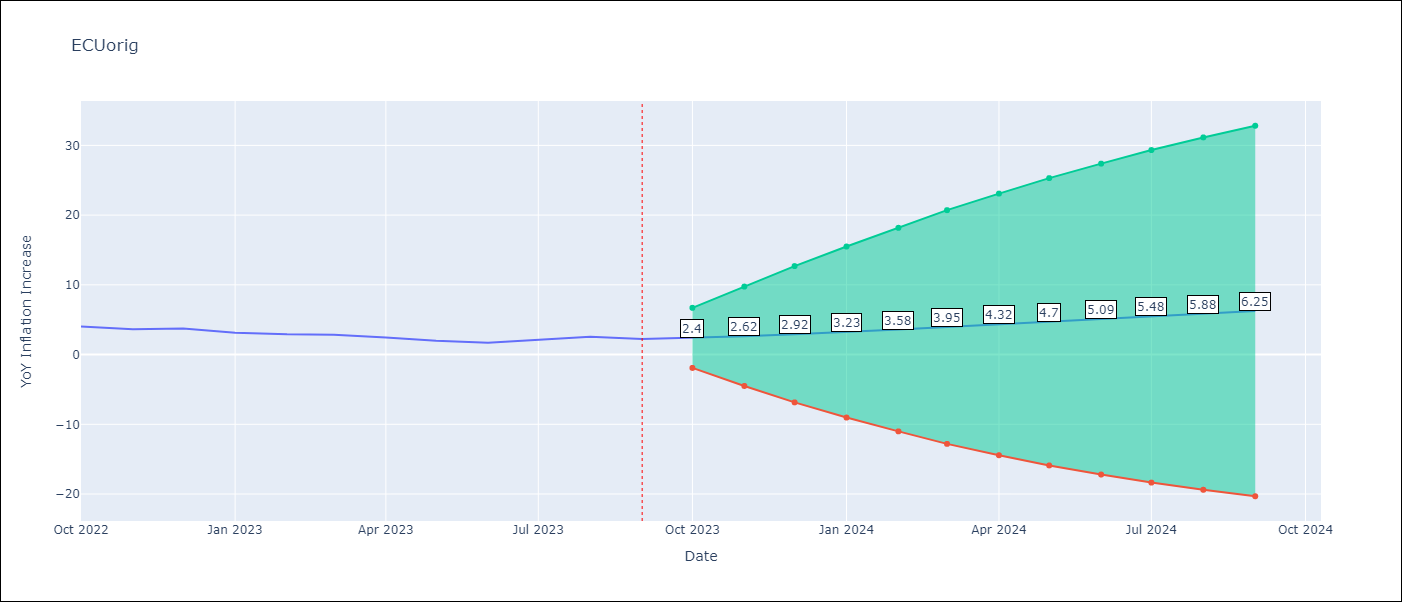 ECUorig
YoY Inflation Increase
30
20
10
0
−10
−20
2.4
2.62
2.92
3.23
3.58
3.95
4.32
4.7
5.09
5.48
5.88
6.25
Oct 2022
Jan 2023
Apr 2023
Jul 2023
Oct 2023
Jan 2024
Apr 2024
Jul 2024
Oct 2024
Date